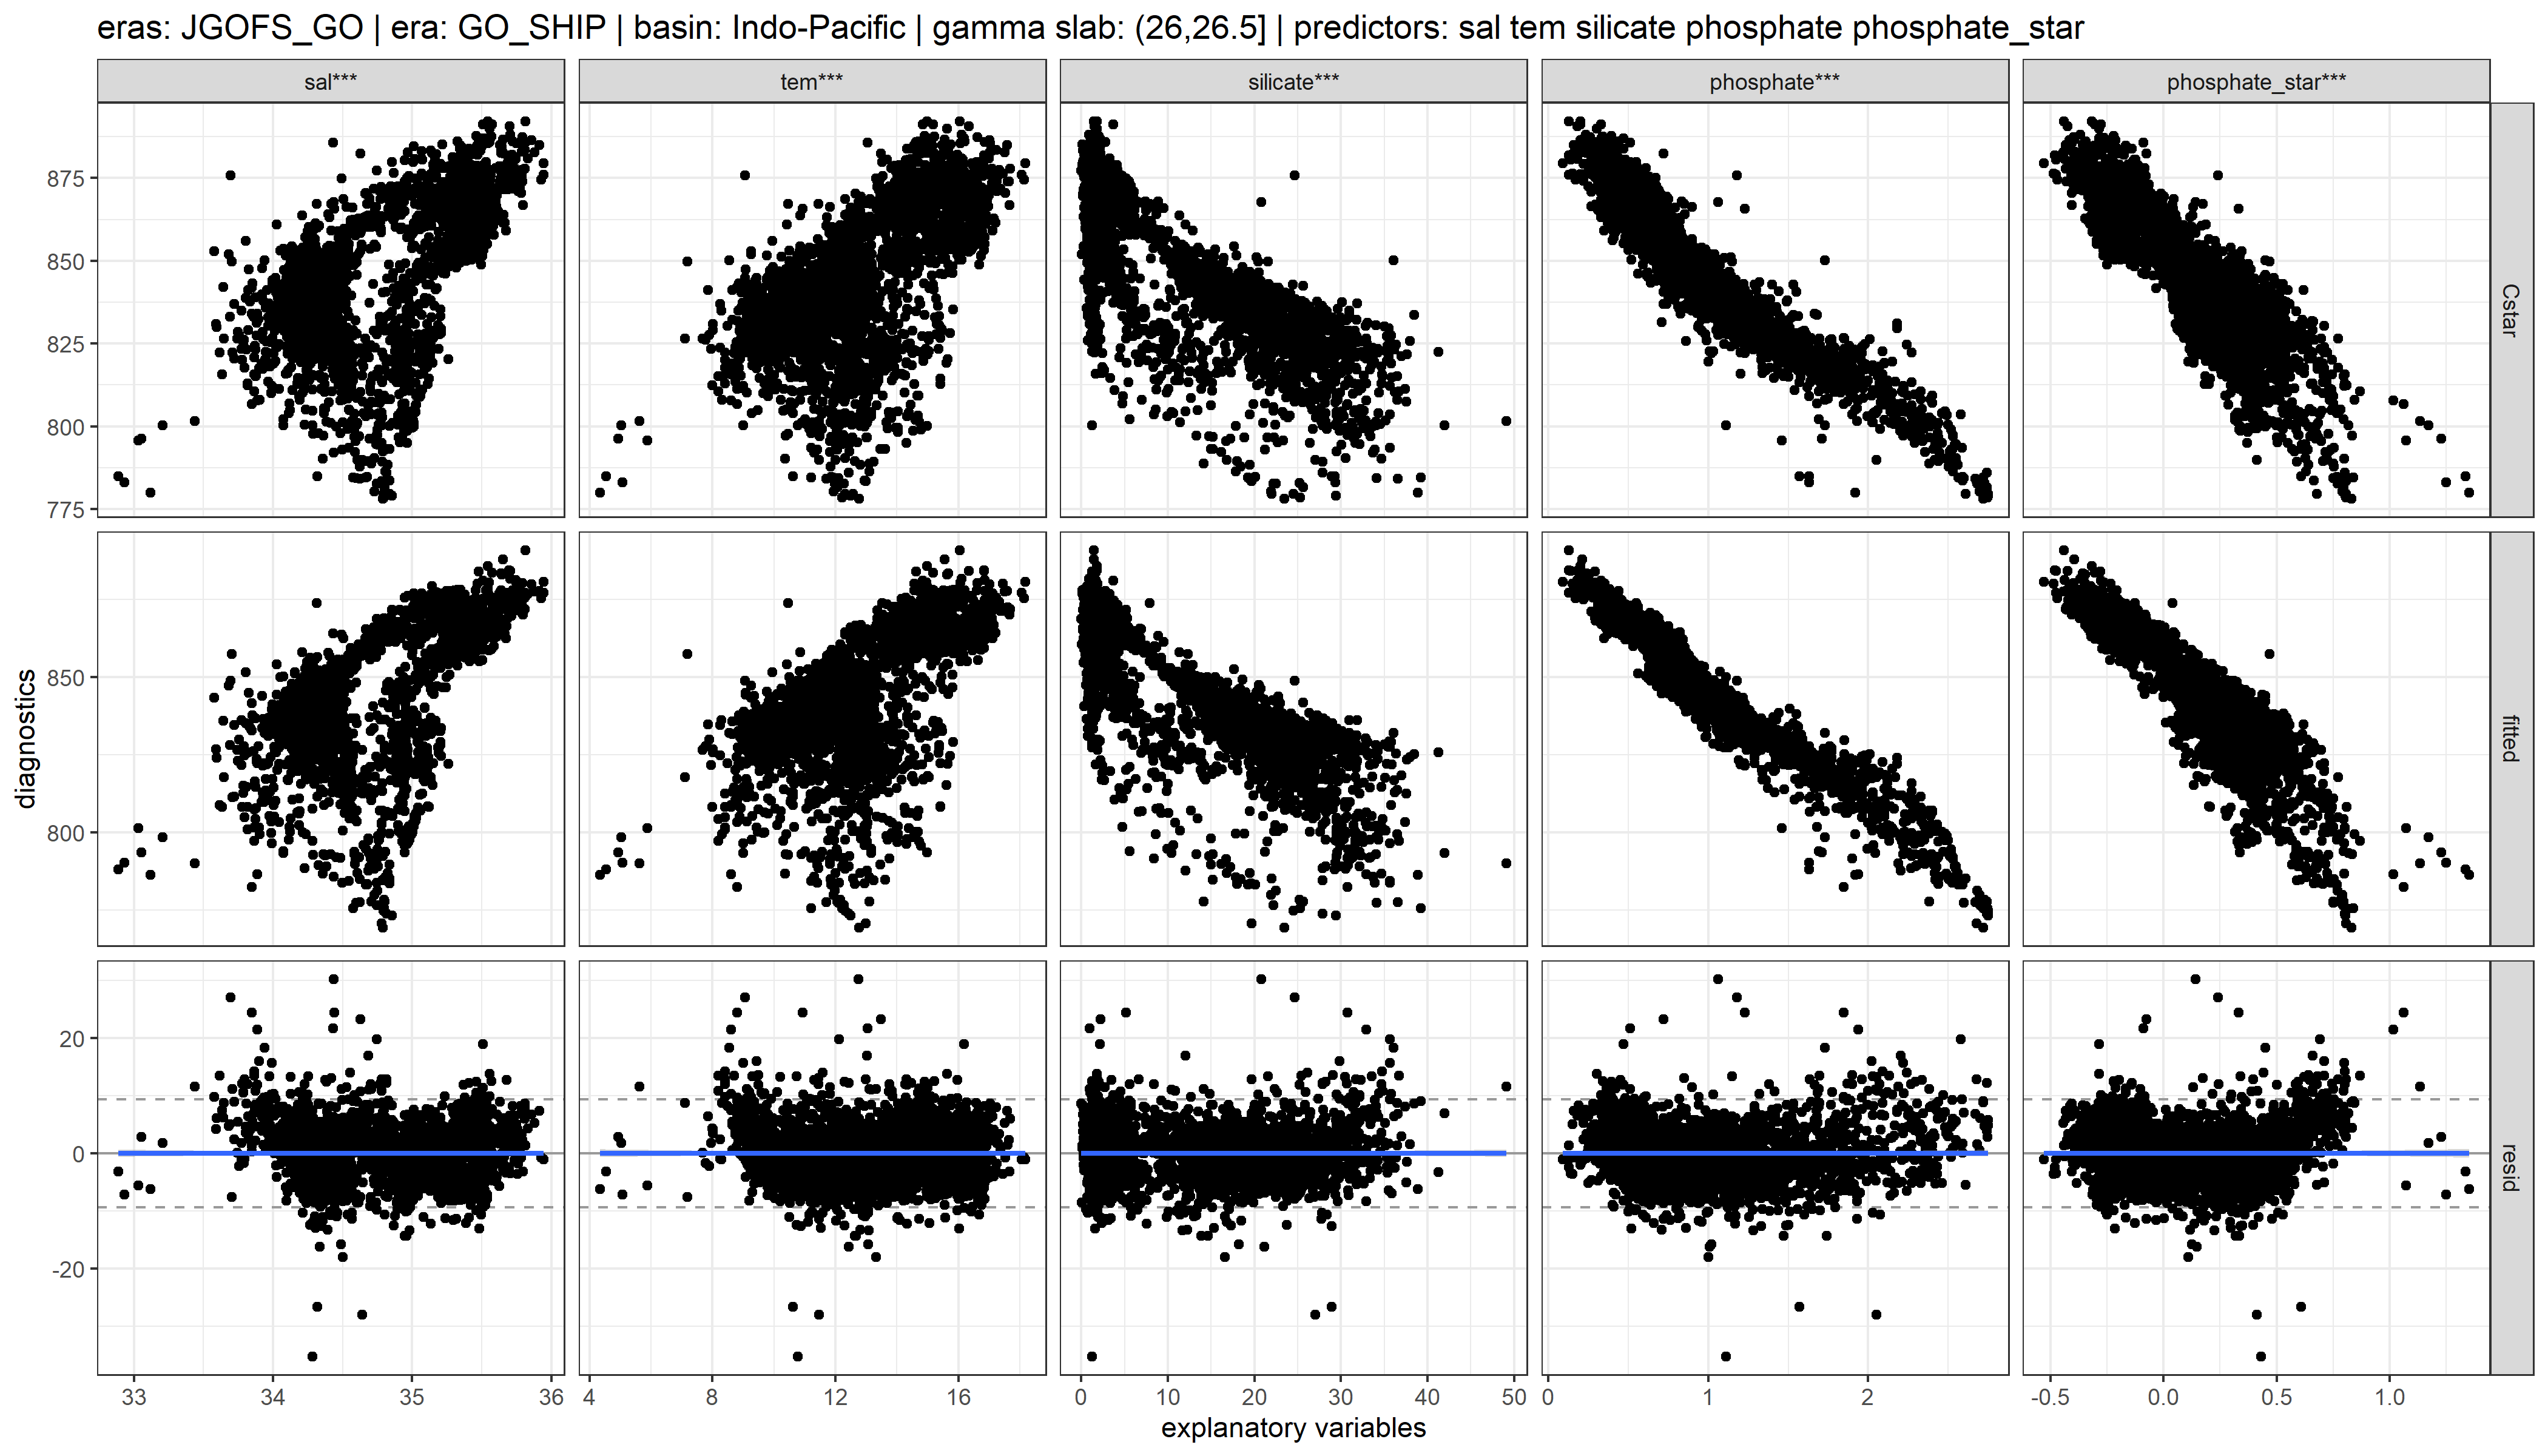 eras: JGOFS_GO | era: GO_SHIP | basin: Indo-Pacific | gamma slab: (26,26.5] | predictors: sal tem silicate phosphate phosphate_star
sal*** tem*** silicate*** phosphate*** phosphate_star***
875
850
825
800
775
Cstar
850
800
fitted
diagnostics
20
0
-20
resid
33 34 35 36 4 8 12 16 0 10 20 30 40 50 0 1 2 -0.5 0.0 0.5 1.0
explanatory variables